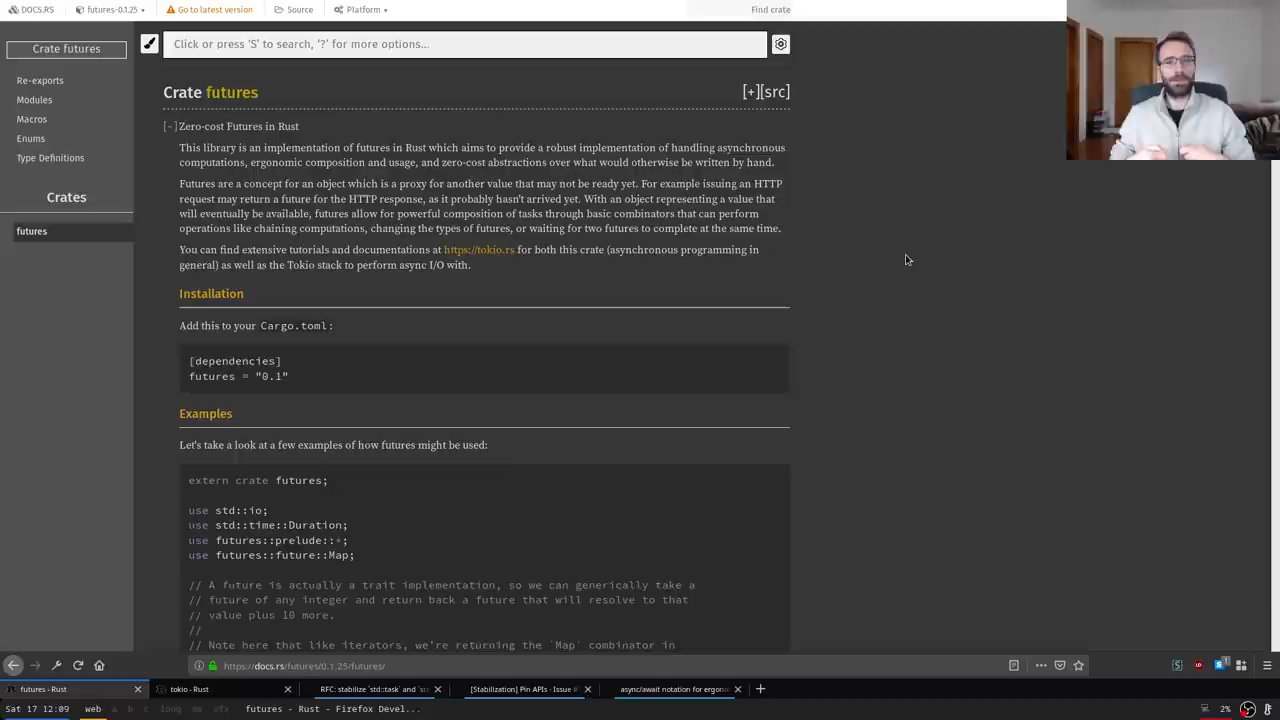 DOCS.RS futures-0.1.25 Go to latest version Source Platform Find crate
Crate futures
Re-exports
Modules
Macros
Enums
Type Definitions
Crates
futures
Click or press 'S' to search, '?' for more options…
Crate futures [+][src]
[-] Zero-cost Futures in Rust
This library is an implementation of futures in Rust which aims to provide a robust implementation of handling asynchronous
computations, ergonomic composition and usage, and zero-cost abstractions over what would otherwise be written by hand.
Futures are a concept for an object which is a proxy for another value that may not be ready yet. For example issuing an HTTP
request may return a future for the HTTP response, as it probably hasn't arrived yet. With an object representing a value that
will eventually be available, futures allow for powerful composition of tasks through basic combinators that can perform
operations like chaining computations, changing the types of futures, or waiting for two futures to complete at the same time.
You can find extensive tutorials and documentations at https://tokio.rs for both this crate (asynchronous programming in
general) as well as the Tokio stack to perform async I/O with.
Installation
Add this to your Cargo.toml:
[dependencies]
futures = "0.1"
Examples
Let's take a look at a few examples of how futures might be used:
extern crate futures;
use std::io;
use std::time::Duration;
use futures::prelude::*;
use futures::future::Map;
// A future is actually a trait implementation, so we can generically take a
// future of any integer and return back a future that will resolve to that
// value plus 10 more.
//
// Note here that like iterators, we're returning the `Map` combinator in
https://docs.rs/futures/0.1.25/futures/
futures - Rust tokio - Rust RFC: stabilize `std::task` and `st [Stabilization] Pin APIs · Issue # async/await notation for ergono
Sat 17 12:09 web a b t long mu sfx futures - Rust - Firefox Devel... 2%